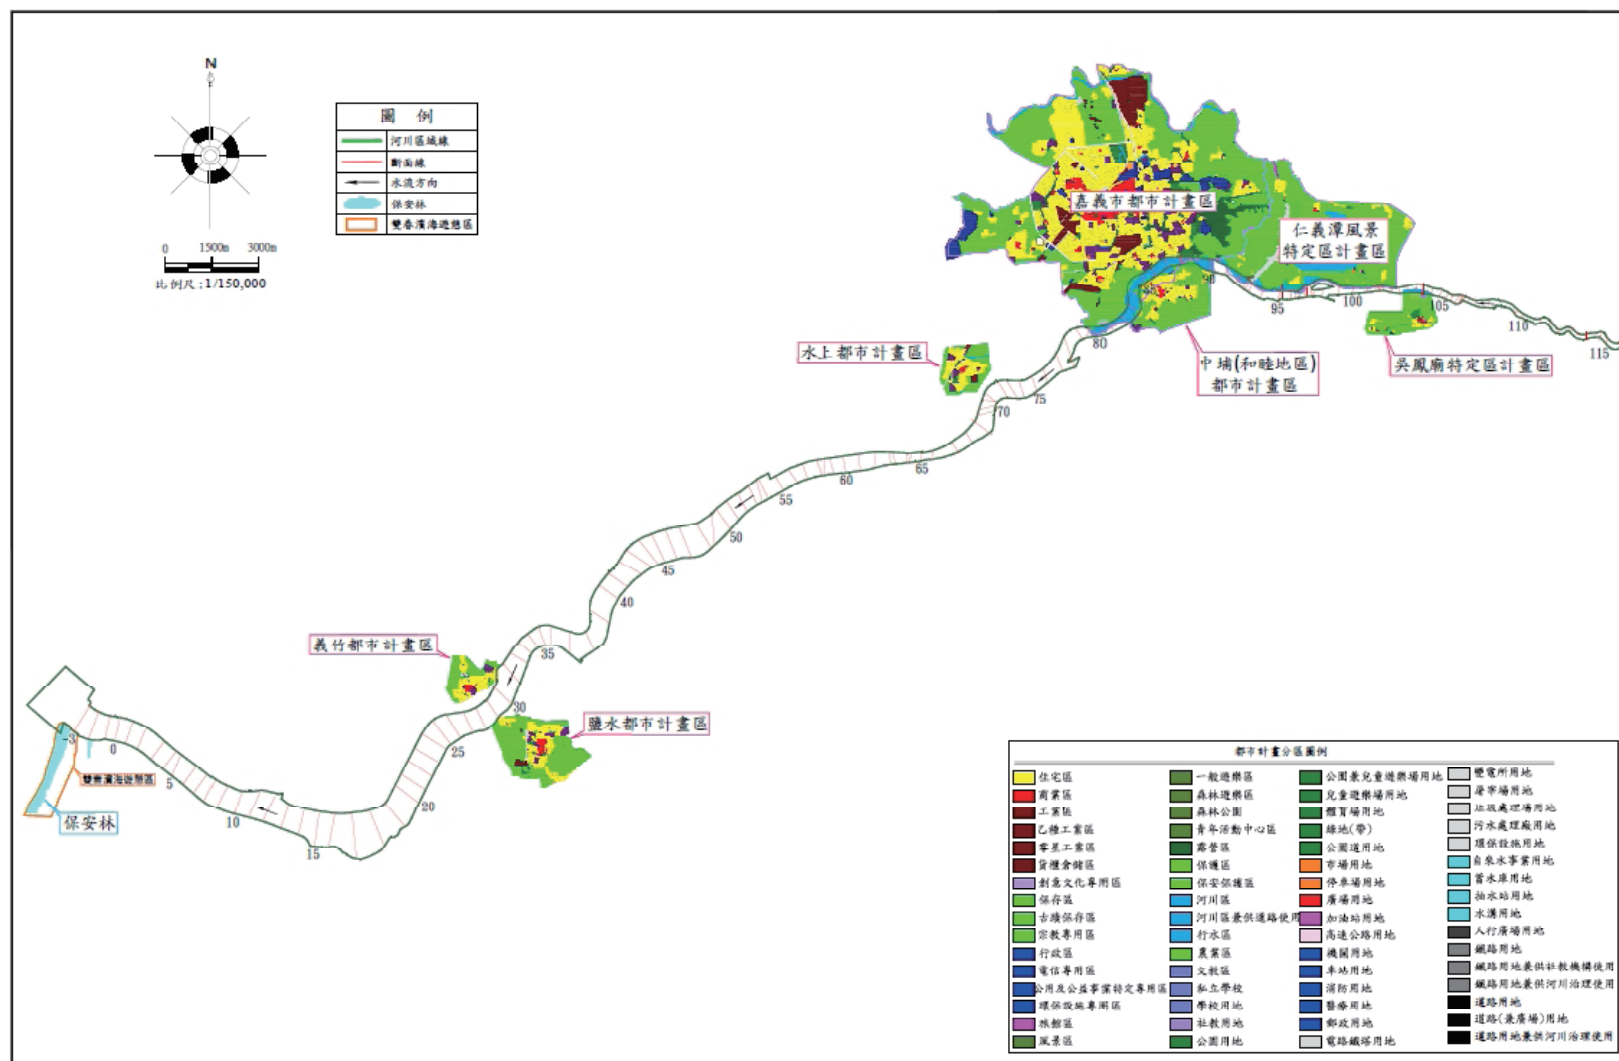 N
圖 例
河川區域線
斷面線
水流方向
保安林
雙春濱海遊憩區
0 1500m 3000m
比例尺:1/150,000
嘉義市都市計畫區
仁義潭風景
特定區計畫區
水上都市計畫區
中埔(和睦地區)
都市計畫區
吳鳳廟特定區計畫區
義竹都市計畫區
鹽水都市計畫區
雙春濱海遊憩區
保安林
-3
0
5
10
15
20
25
30
35
40
45
50
55
60
65
70
75
80
85
90
95
100
105
110
115
都市計畫分區圖例
住宅區
商業區
工業區
乙種工業區
零星工業區
貨櫃倉儲區
創意文化專用區
保存區
古蹟保存區
宗教專用區
行政區
電信專用區
公用及公益事業特定專用區
環保設施專用區
旅館區
風景區
一般遊樂區
森林遊樂區
森林公園
青年活動中心區
露營區
保護區
保安保護區
河川區
河川區兼供道路使用
行水區
農業區
文教區
私立學校
學校用地
社教用地
公園用地
公園兼兒童遊樂場用地
兒童遊樂場用地
體育場用地
綠地(帶)
公園道用地
市場用地
停車場用地
廣場用地
加油站用地
高速公路用地
機關用地
車站用地
消防用地
醫療用地
郵政用地
電路鐵塔用地
變電所用地
屠宰場用地
垃圾處理場用地
污水處理廠用地
環保設施用地
自來水事業用地
蓄水庫用地
抽水站用地
水溝用地
人行廣場用地
鐵路用地
鐵路用地兼供社教機構使用
鐵路用地兼供河川治理使用
道路用地
道路(兼廣場)用地
道路用地兼供河川治理使用